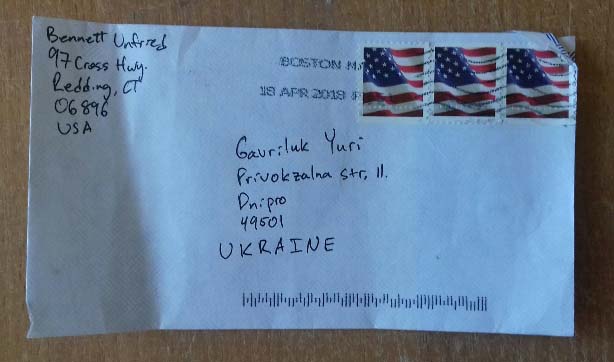 Bennett Unfried
97 Cross Hwy.
Redding, CT
06896
USA
BOSTON MA
18 APR 2018 P
Gavriluk Yuri
Privokzalna str, 11.
Dnipro
49501
UKRAINE